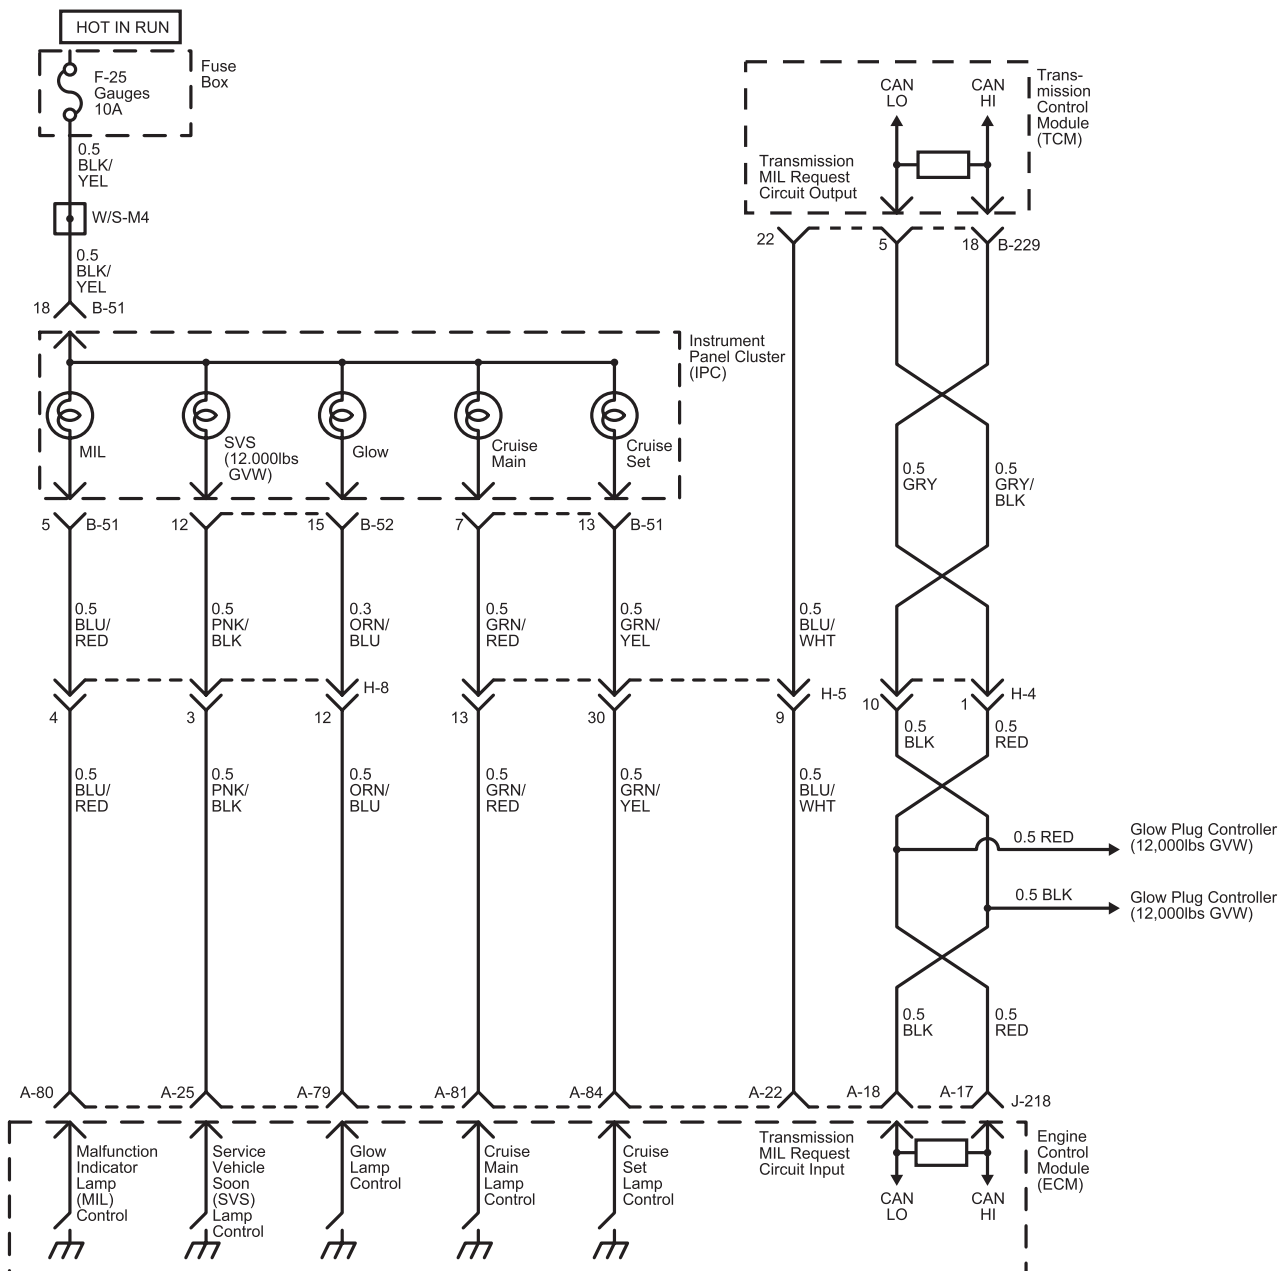 HOT IN RUN
F-25
Gauges
10A
Fuse
Box
0.5
BLK/
YEL
W/S-M4
0.5
BLK/
YEL
18
B-51
CAN
LO
CAN
HI
Trans-
mission
Control
Module
(TCM)
Transmission
MIL Request
Circuit Output
22
5
18
B-229
Instrument
Panel Cluster
(IPC)
MIL
SVS
(12.000lbs
GVW)
Glow
Cruise
Main
Cruise
Set
5
B-51
12
15
B-52
7
13
B-51
0.5
GRY
0.5
GRY/
BLK
0.5
BLU/
RED
0.5
PNK/
BLK
0.3
ORN/
BLU
0.5
GRN/
RED
0.5
GRN/
YEL
0.5
BLU/
WHT
H-8
H-5
H-4
4
3
12
13
30
9
10
1
0.5
BLK
0.5
RED
0.5
BLU/
RED
0.5
PNK/
BLK
0.5
ORN/
BLU
0.5
GRN/
RED
0.5
GRN/
YEL
0.5
BLU/
WHT
0.5 RED
Glow Plug Controller
(12,000lbs GVW)
0.5 BLK
Glow Plug Controller
(12,000lbs GVW)
0.5
BLK
0.5
RED
A-80
A-25
A-79
A-81
A-84
A-22
A-18
A-17
J-218
Malfunction
Indicator
Lamp
(MIL)
Control
Service
Vehicle
Soon
(SVS)
Lamp
Control
Glow
Lamp
Control
Cruise
Main
Lamp
Control
Cruise
Set
Lamp
Control
Transmission
MIL Request
Circuit Input
CAN
LO
CAN
HI
Engine
Control
Module
(ECM)